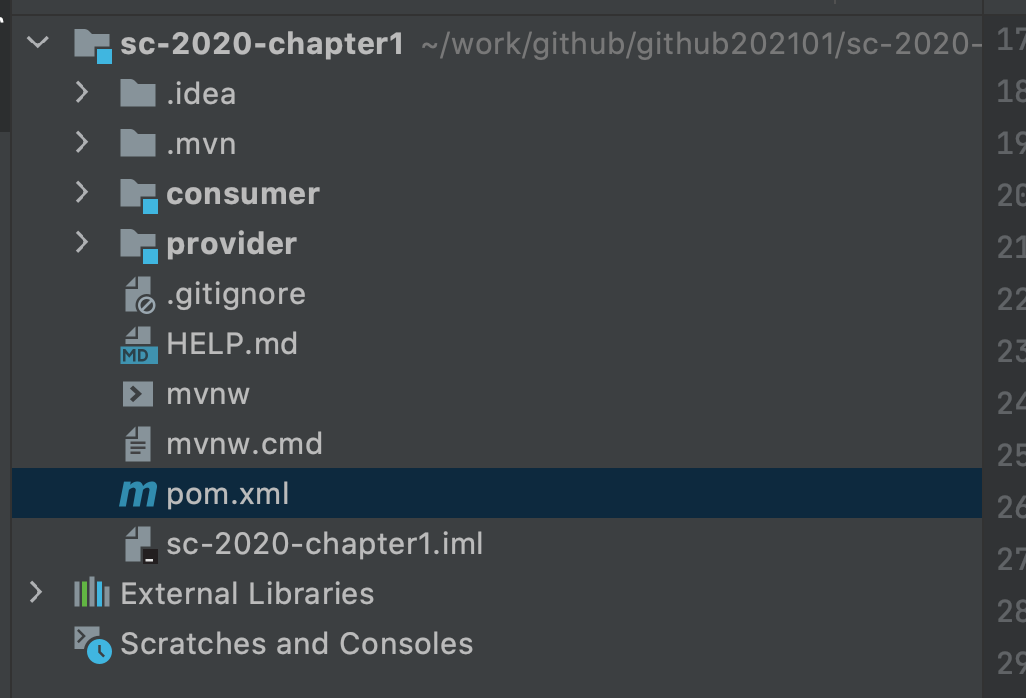 sc-2020-chapter1 ~/work/github/github202101/sc-2020-
17
.idea
18
.mvn
19
consumer
20
provider
21
.gitignore
22
HELP.md
MD
23
mvnw
24
mvnw.cmd
25
pom.xml
26
sc-2020-chapter1.iml
27
External Libraries
28
Scratches and Consoles
29